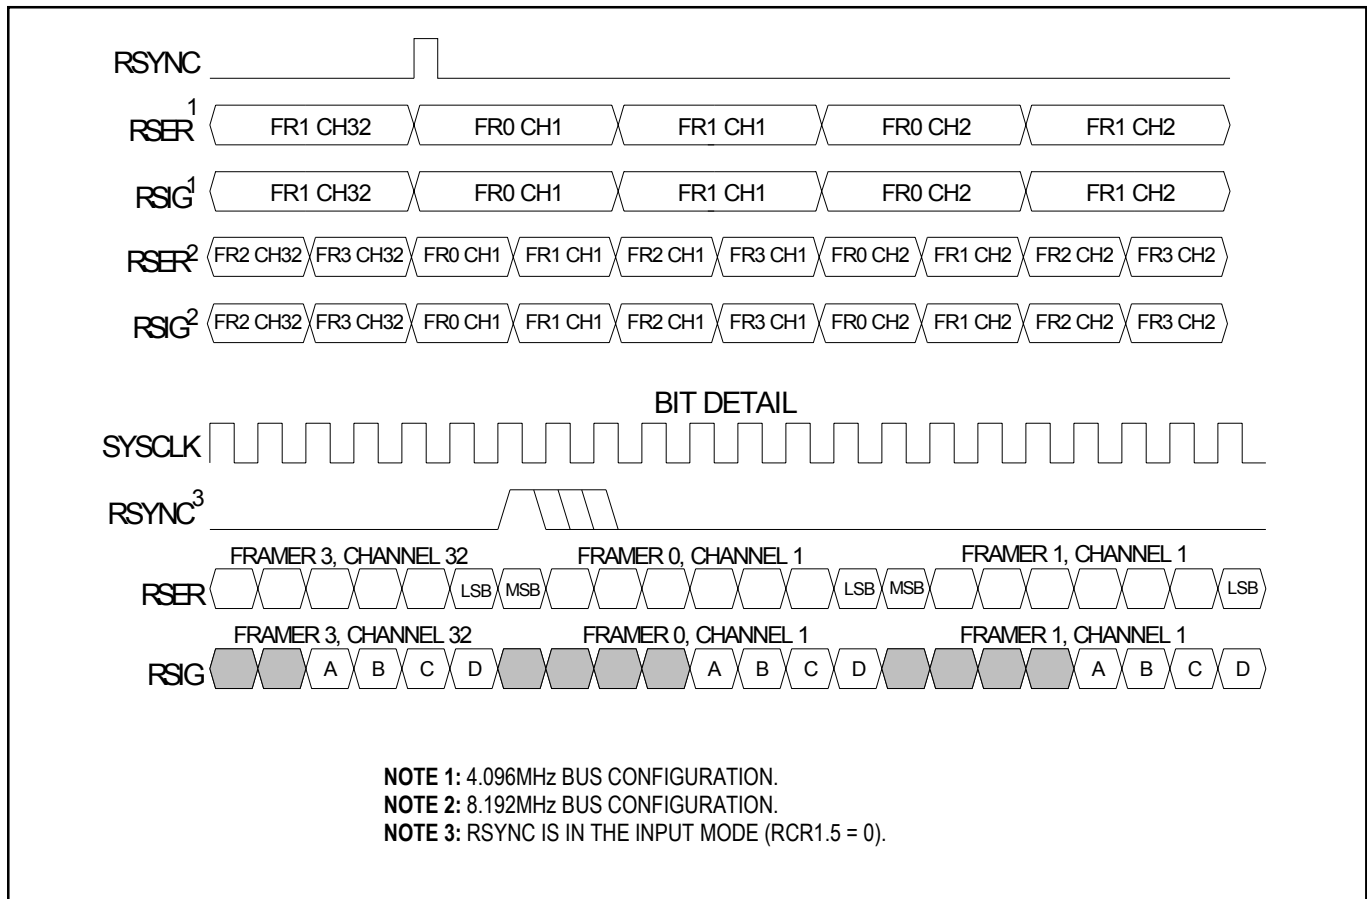 RSYNC
RSER1 FR1 CH32 FR0 CH1 FR1 CH1 FR0 CH2 FR1 CH2
RSIG1 FR1 CH32 FR0 CH1 FR1 CH1 FR0 CH2 FR1 CH2
RSER2 FR2 CH32 FR3 CH32 FR0 CH1 FR1 CH1 FR2 CH1 FR3 CH1 FR0 CH2 FR1 CH2 FR2 CH2 FR3 CH2
RSIG2 FR2 CH32 FR3 CH32 FR0 CH1 FR1 CH1 FR2 CH1 FR3 CH1 FR0 CH2 FR1 CH2 FR2 CH2 FR3 CH2
BIT DETAIL
SYSCLK
RSYNC3
FRAMER 3, CHANNEL 32 FRAMER 0, CHANNEL 1 FRAMER 1, CHANNEL 1
RSER LSB MSB LSB MSB LSB
FRAMER 3, CHANNEL 32 FRAMER 0, CHANNEL 1 FRAMER 1, CHANNEL 1
RSIG A B C D A B C D A B C D
NOTE 1: 4.096MHz BUS CONFIGURATION.
NOTE 2: 8.192MHz BUS CONFIGURATION.
NOTE 3: RSYNC IS IN THE INPUT MODE (RCR1.5 = 0).